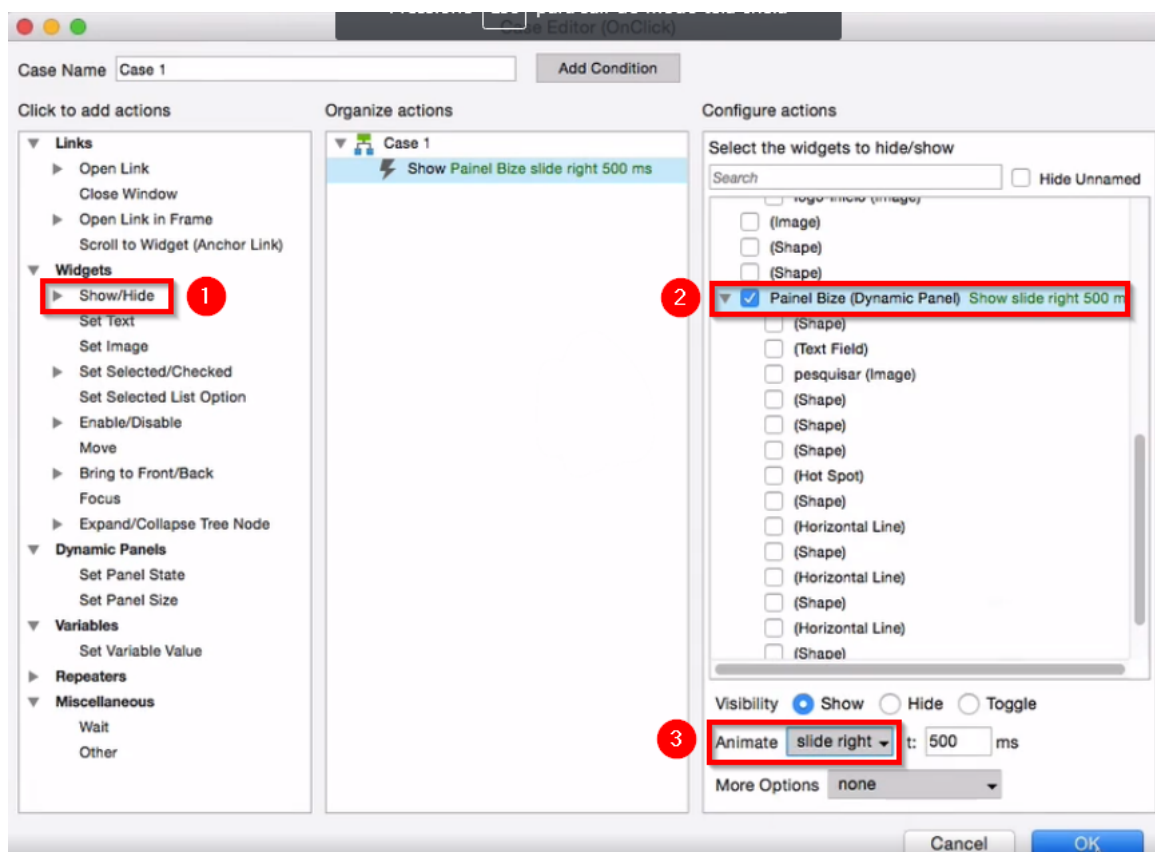 Case Editor (OnClick)
Case Name Case 1 Add Condition
Click to add actions
Links
Open Link
Close Window
Open Link in Frame
Scroll to Widget (Anchor Link)
Widgets
Show/Hide 1
Set Text
Set Image
Set Selected/Checked
Set Selected List Option
Enable/Disable
Move
Bring to Front/Back
Focus
Expand/Collapse Tree Node
Dynamic Panels
Set Panel State
Set Panel Size
Variables
Set Variable Value
Repeaters
Miscellaneous
Wait
Other
Organize actions
Case 1
Show Painel Bize slide right 500 ms
Configure actions
Select the widgets to hide/show
Search Hide Unnamed
logo-inicio (Image)
(Image)
(Shape)
(Shape)
2 Painel Bize (Dynamic Panel) Show slide right 500 m
(Shape)
(Text Field)
pesquisar (Image)
(Shape)
(Shape)
(Shape)
(Hot Spot)
(Shape)
(Horizontal Line)
(Shape)
(Horizontal Line)
(Shape)
(Horizontal Line)
(Shape)
Visibility Show Hide Toggle
3 Animate slide right t: 500 ms
More Options none
Cancel OK